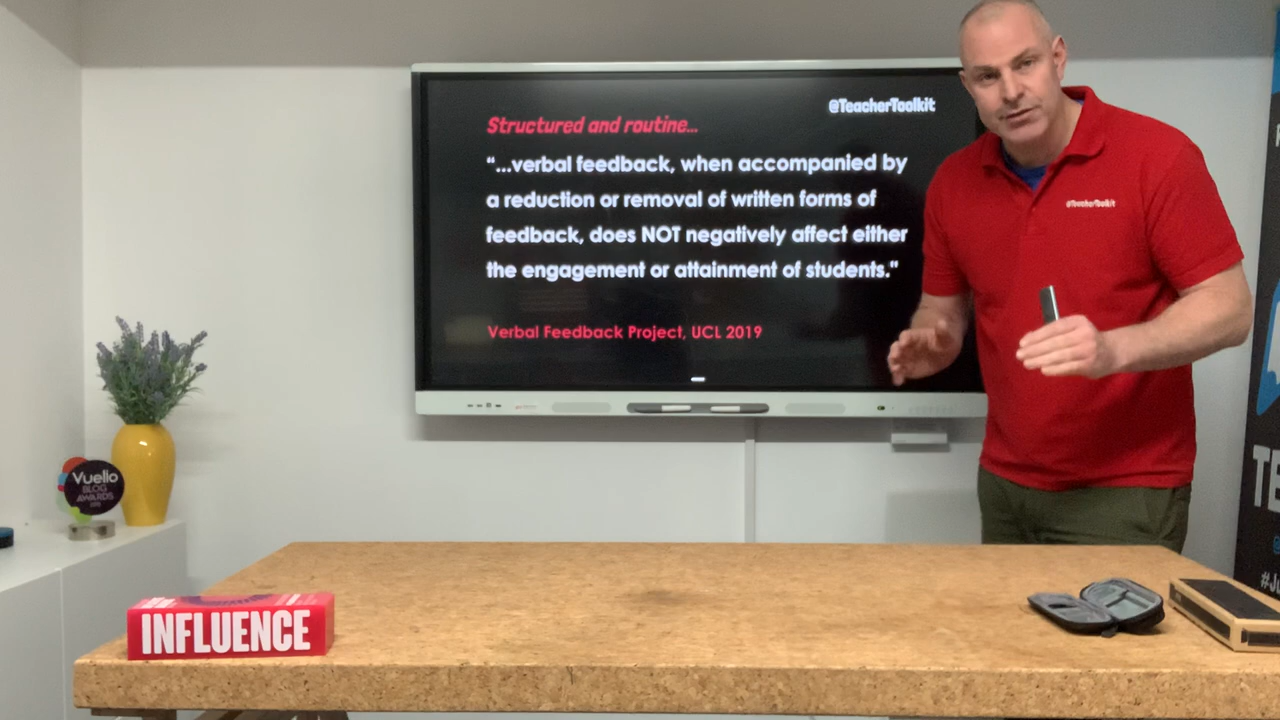 @TeacherToolkit
Structured and routine...
"...verbal feedback, when accompanied by
a reduction or removal of written forms of
feedback, does NOT negatively affect either
the engagement or attainment of students."
Verbal Feedback Project, UCL 2019
@TeacherToolkit
Vuelio
BLOG
AWARDS
INFLUENCE
TE
#Ju